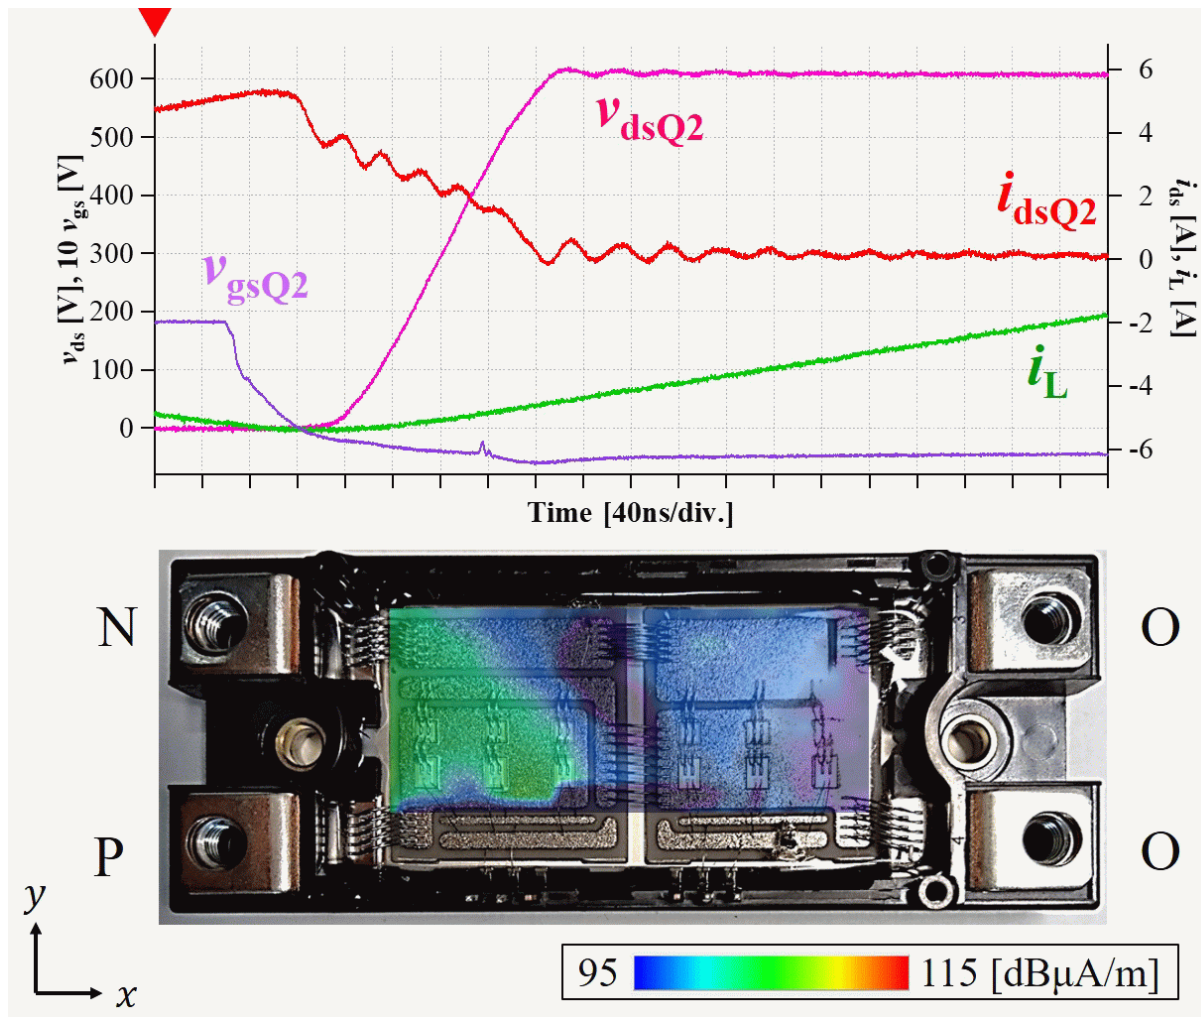 600
500
400
300
200
100
0
v_ds [V], 10 v_gs [V]
6
4
2
0
-2
-4
-6
i_ds [A], i_L [A]
v_dsQ2
i_dsQ2
v_gsQ2
i_L
Time [40ns/div.]
N
O
P
O
y
x
95
115 [dBμA/m]